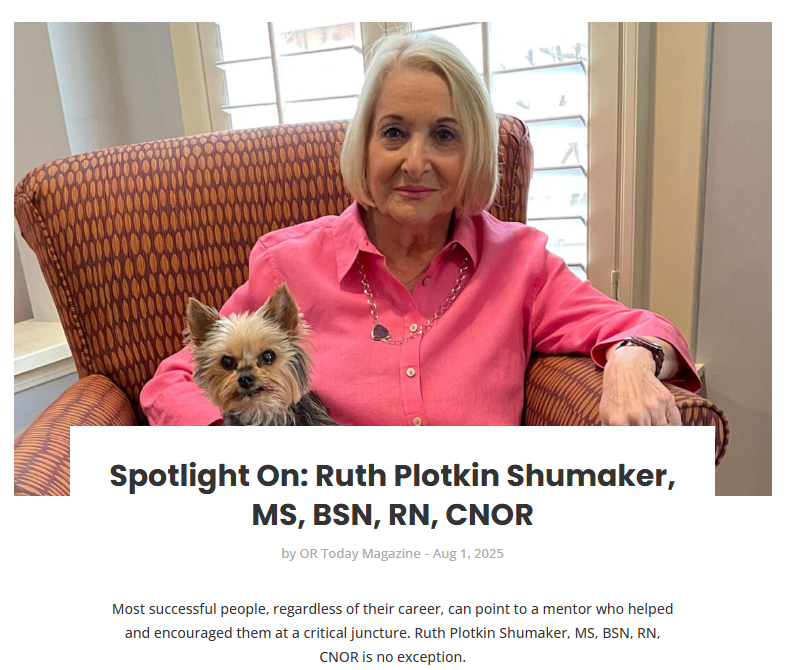 Spotlight On: Ruth Plotkin Shumaker,
MS, BSN, RN, CNOR
by OR Today Magazine - Aug 1, 2025
Most successful people, regardless of their career, can point to a mentor who helped
and encouraged them at a critical juncture. Ruth Plotkin Shumaker, MS, BSN, RN,
CNOR is no exception.